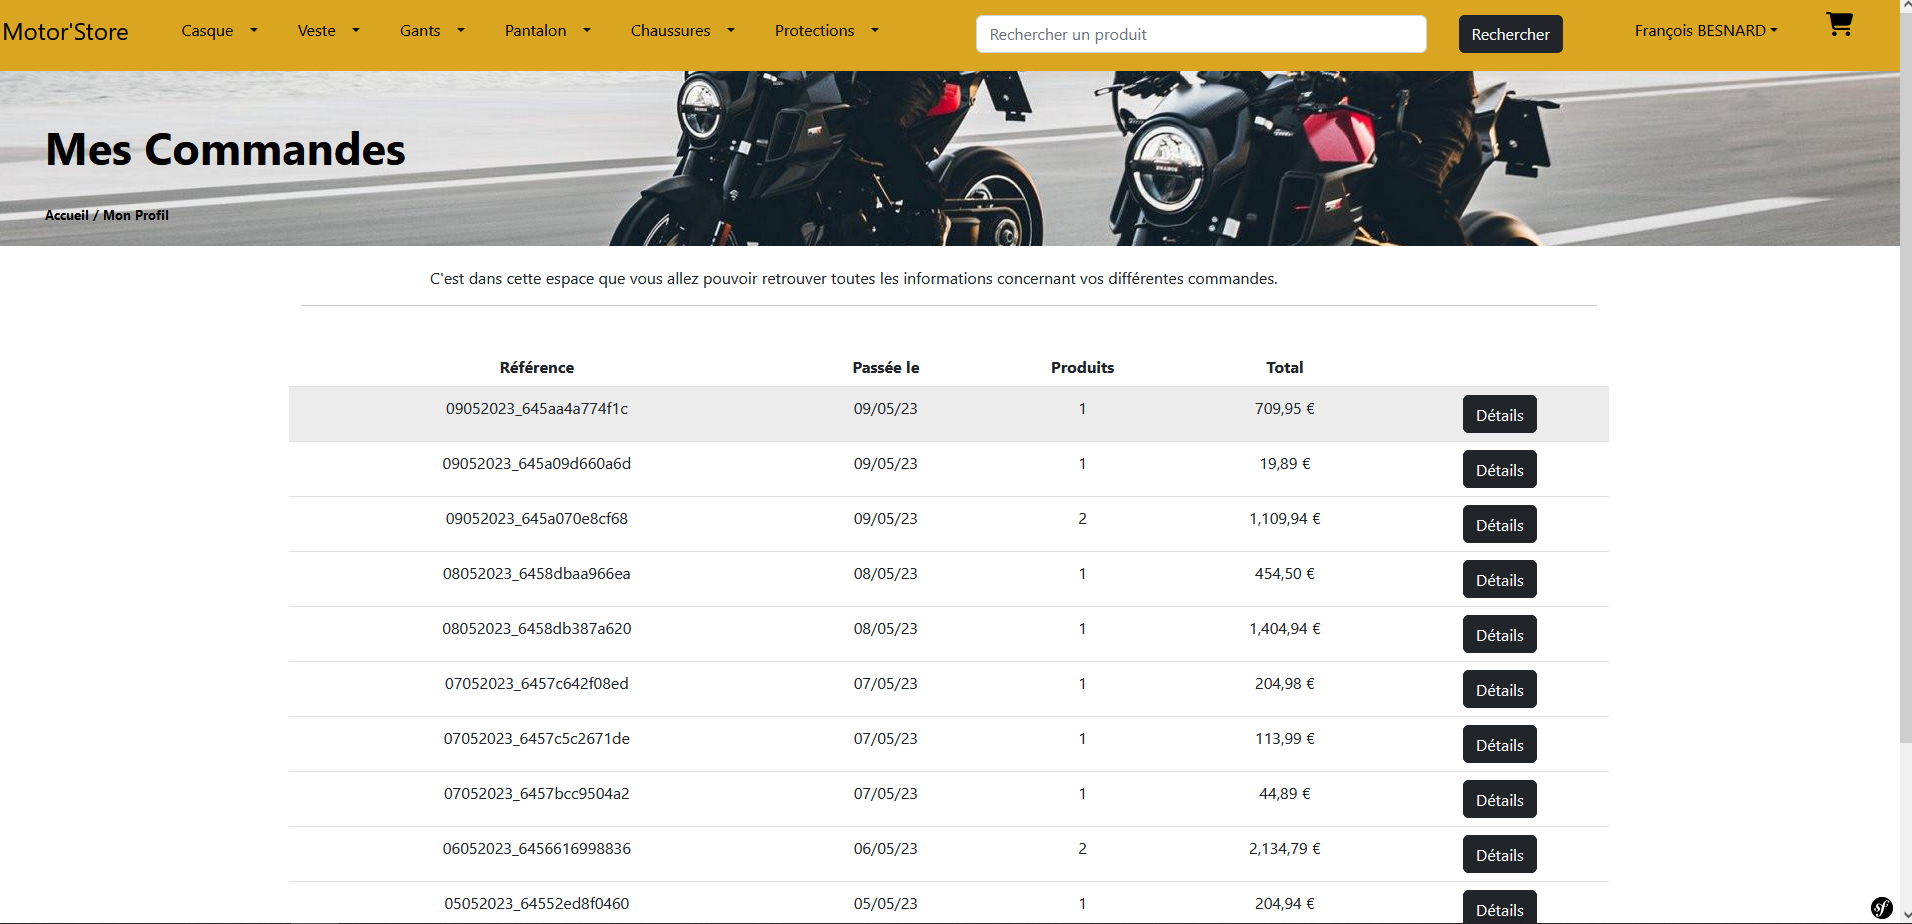 Motor'Store Casque Veste Gants Pantalon Chaussures Protections Rechercher un produit Rechercher François BESNARD
Mes Commandes
Accueil / Mon Profil
C'est dans cette espace que vous allez pouvoir retrouver toutes les informations concernant vos différentes commandes.
Référence Passée le Produits Total
09052023_645aa4a774f1c 09/05/23 1 709,95 € Détails
09052023_645a09d660a6d 09/05/23 1 19,89 € Détails
09052023_645a070e8cf68 09/05/23 2 1,109,94 € Détails
08052023_6458dbaa966ea 08/05/23 1 454,50 € Détails
08052023_6458db387a620 08/05/23 1 1,404,94 € Détails
07052023_6457c642f08ed 07/05/23 1 204,98 € Détails
07052023_6457c5c2671de 07/05/23 1 113,99 € Détails
07052023_6457bcc9504a2 07/05/23 1 44,89 € Détails
06052023_6456616998836 06/05/23 2 2,134,79 € Détails
05052023_64552ed8f0460 05/05/23 1 204,94 € Détails
sf